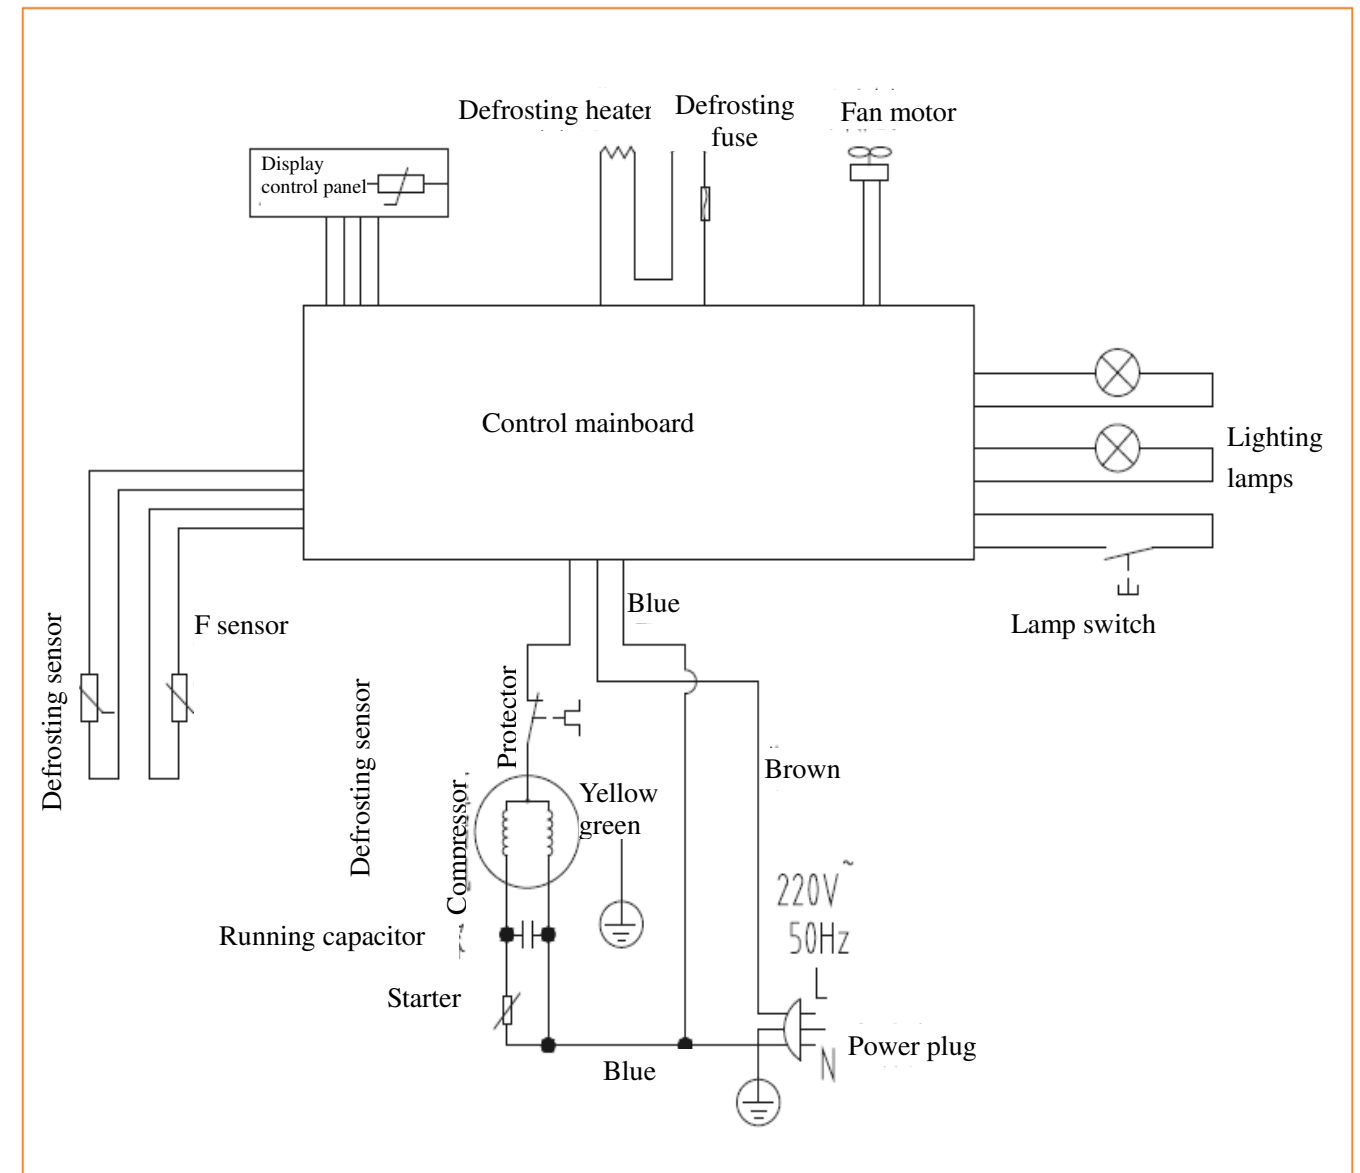 Defrosting heater
Defrosting
fuse
Fan motor
Display
control panel
Control mainboard
Lighting
lamps
Blue
Lamp switch
F sensor
Defrosting sensor
Defrosting sensor
Protector
Compressor
Yellow
green
Brown
220V~
50Hz
Running capacitor
L
Starter
Power plug
N
Blue